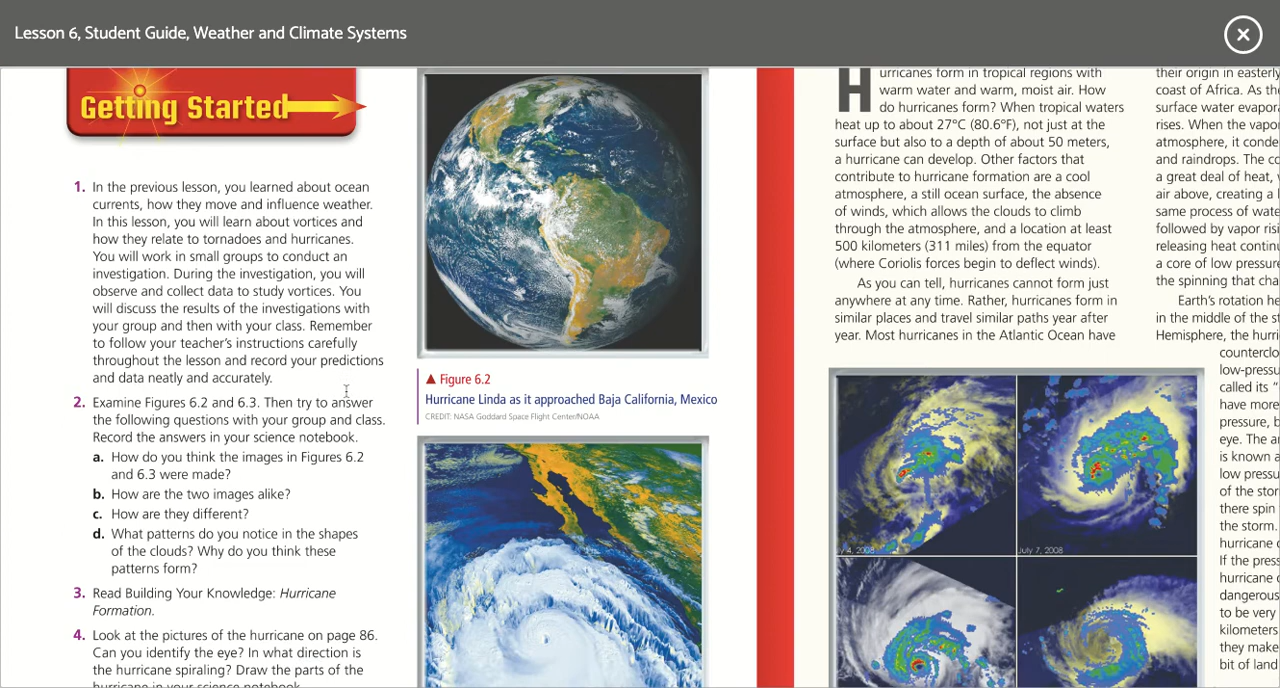 Lesson 6, Student Guide, Weather and Climate Systems
Getting Started
1. In the previous lesson, you learned about ocean
currents, how they move and influence weather.
In this lesson, you will learn about vortices and
how they relate to tornadoes and hurricanes.
You will work in small groups to conduct an
investigation. During the investigation, you will
observe and collect data to study vortices. You
will discuss the results of the investigations with
your group and then with your class. Remember
to follow your teacher's instructions carefully
throughout the lesson and record your predictions
and data neatly and accurately.
2. Examine Figures 6.2 and 6.3. Then try to answer
the following questions with your group and class.
Record the answers in your science notebook.
a. How do you think the images in Figures 6.2
and 6.3 were made?
b. How are the two images alike?
c. How are they different?
d. What patterns do you notice in the shapes
of the clouds? Why do you think these
patterns form?
3. Read Building Your Knowledge: Hurricane
Formation.
4. Look at the pictures of the hurricane on page 86.
Can you identify the eye? In what direction is
the hurricane spiraling? Draw the parts of the
hurricane in your science notebook.
▲ Figure 6.2
Hurricane Linda as it approached Baja California, Mexico
CREDIT: NASA Goddard Space Flight Center/NOAA
Hurricanes form in tropical regions with
warm water and warm, moist air. How
do hurricanes form? When tropical waters
heat up to about 27°C (80.6°F), not just at the
surface but also to a depth of about 50 meters,
a hurricane can develop. Other factors that
contribute to hurricane formation are a cool
atmosphere, a still ocean surface, the absence
of winds, which allows the clouds to climb
through the atmosphere, and a location at least
500 kilometers (311 miles) from the equator
(where Coriolis forces begin to deflect winds).
As you can tell, hurricanes cannot form just
anywhere at any time. Rather, hurricanes form in
similar places and travel similar paths year after
year. Most hurricanes in the Atlantic Ocean have
y 4, 2008
July 7, 2008
their origin in easterly
coast of Africa. As the
surface water evapor
rises. When the vapor
atmosphere, it conde
and raindrops. The co
a great deal of heat,
air above, creating a
same process of wate
followed by vapor risi
releasing heat contin
a core of low pressure
the spinning that cha
Earth's rotation he
in the middle of the st
Hemisphere, the hurri
counterclo
low-pressu
called its "
have more
pressure, b
eye. The a
is known a
low pressu
of the stor
there spin
the storm.
hurricane c
If the press
hurricane c
dangerous
to be very
kilometers
they make
bit of land